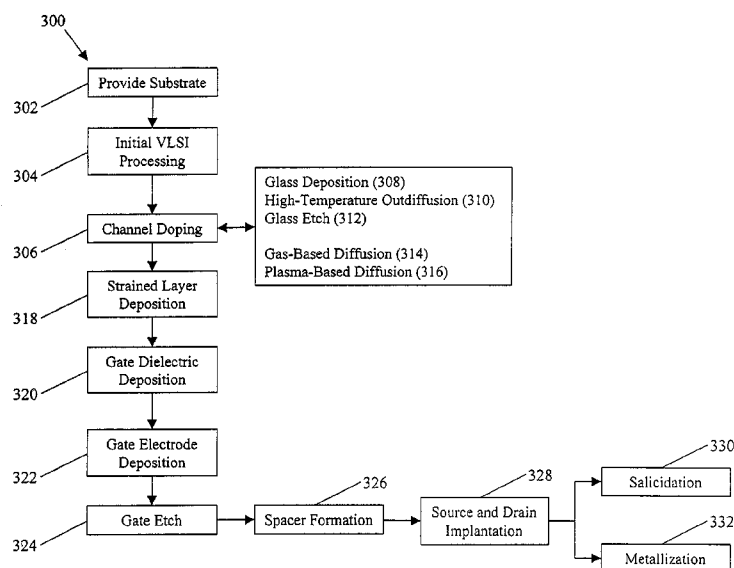 300
Provide Substrate
302
Initial VLSI
Processing
304
Glass Deposition (308)
High-Temperature Outdiffusion (310)
Glass Etch (312)
Gas-Based Diffusion (314)
Plasma-Based Diffusion (316)
Channel Doping
306
Strained Layer
Deposition
318
Gate Dielectric
Deposition
320
Gate Electrode
Deposition
322
Gate Etch
324
Spacer Formation
326
Source and Drain
Implantation
328
330
Salicidation
332
Metallization